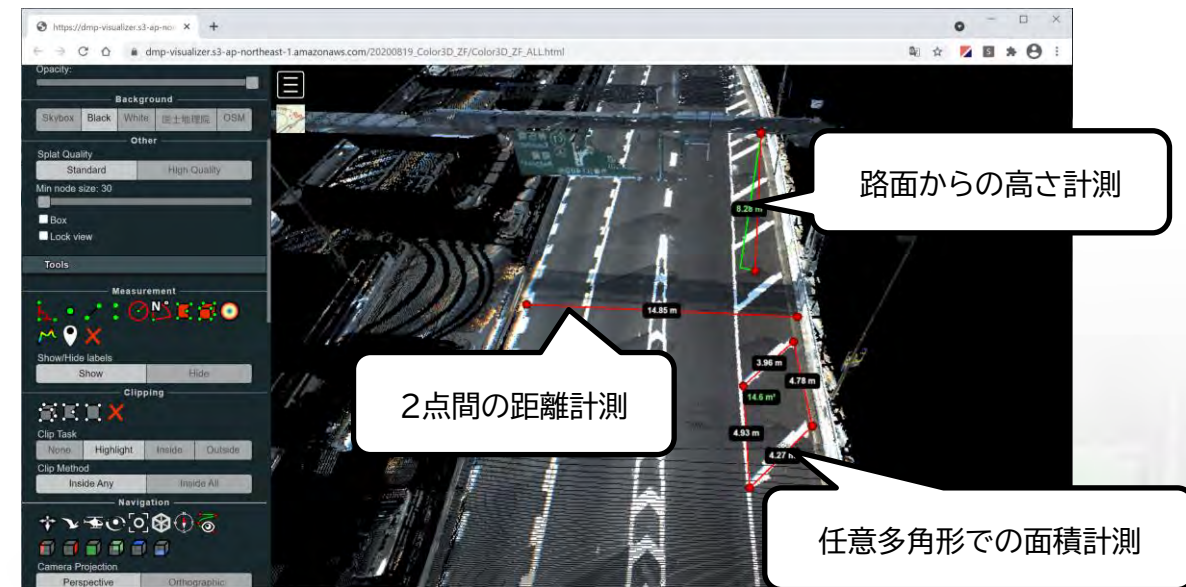 https://dmp-visualizer.s3-ap-nor
dmp-visualizer.s3-ap-northeast-1.amazonaws.com/20200819_Color3D_ZF/Color3D_ZF_ALL.html
Opacity:
Background
Skybox Black White 国土地理院 OSM
Other
Splat Quality
Standard High Quality
Min node size: 30
Box
Lock view
Tools
Measurement
Show/Hide labels
Show Hide
Clipping
Clip Task
None Highlight Inside Outside
Clip Method
Inside Any Inside All
Navigation
Camera Projection
Perspective Orthographic
路面からの高さ計測
8.28 m
14.85 m
2点間の距離計測
3.96 m
4.78 m
14.6 m²
4.93 m
4.27 m
任意多角形での面積計測